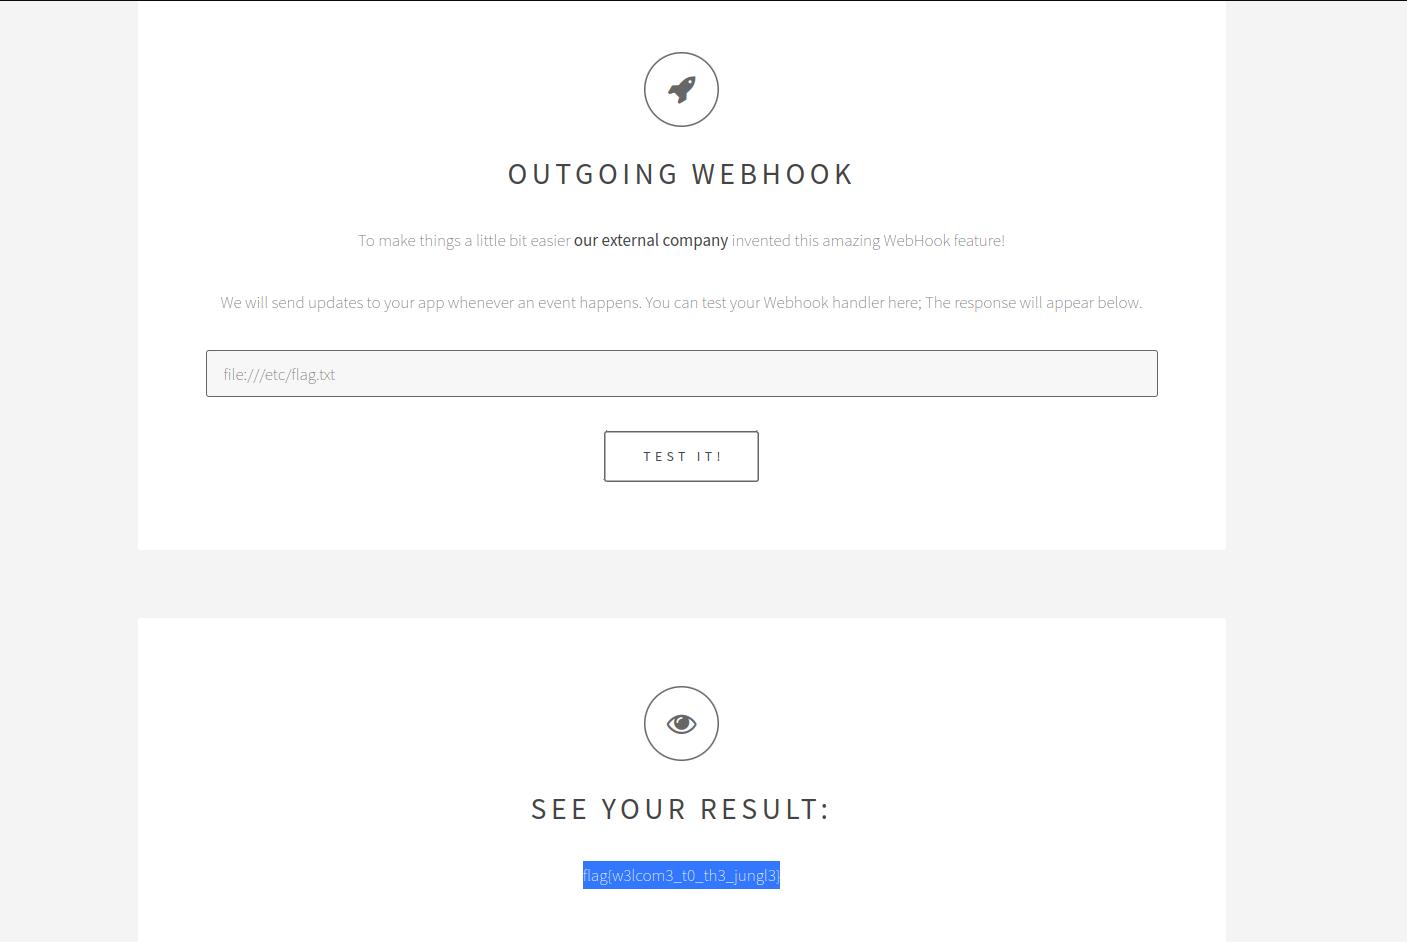 OUTGOING WEBHOOK
To make things a little bit easier our external company invented this amazing WebHook feature!
We will send updates to your app whenever an event happens. You can test your Webhook handler here; The response will appear below.
file:///etc/flag.txt
TEST IT!
SEE YOUR RESULT:
flag{w3lcom3_t0_th3_jungl3}